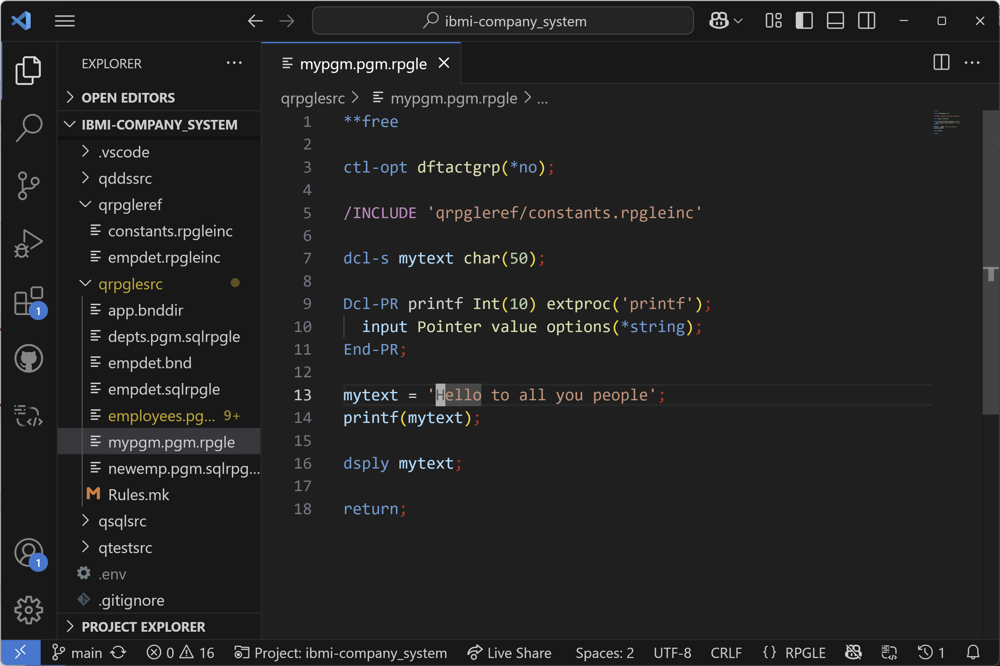 ibmi-company_system
EXPLORER
OPEN EDITORS
IBMI-COMPANY_SYSTEM
.vscode
qddssrc
qrpgleref
constants.rpgleinc
empdet.rpgleinc
qrpglesrc
app.bnddir
depts.pgm.sqlrpgle
empdet.bnd
empdet.sqlrpgle
employees.pg... 9+
mypgm.pgm.rpgle
newemp.pgm.sqlrpg...
M Rules.mk
qsqlsrc
qtestsrc
.env
.gitignore
PROJECT EXPLORER
1
1
mypgm.pgm.rpgle
qrpglesrc > mypgm.pgm.rpgle > ...
1 **free
2
3 ctl-opt dftactgrp(*no);
4
5 /INCLUDE 'qrpgleref/constants.rpgleinc'
6
7 dcl-s mytext char(50);
8
9 Dcl-PR printf Int(10) extproc('printf');
10 input Pointer value options(*string);
11 End-PR;
12
13 mytext = 'Hello to all you people';
14 printf(mytext);
15
16 dsply mytext;
17
18 return;
main 0 16 Project: ibmi-company_system Live Share Spaces: 2 UTF-8 CRLF {} RPGLE 1